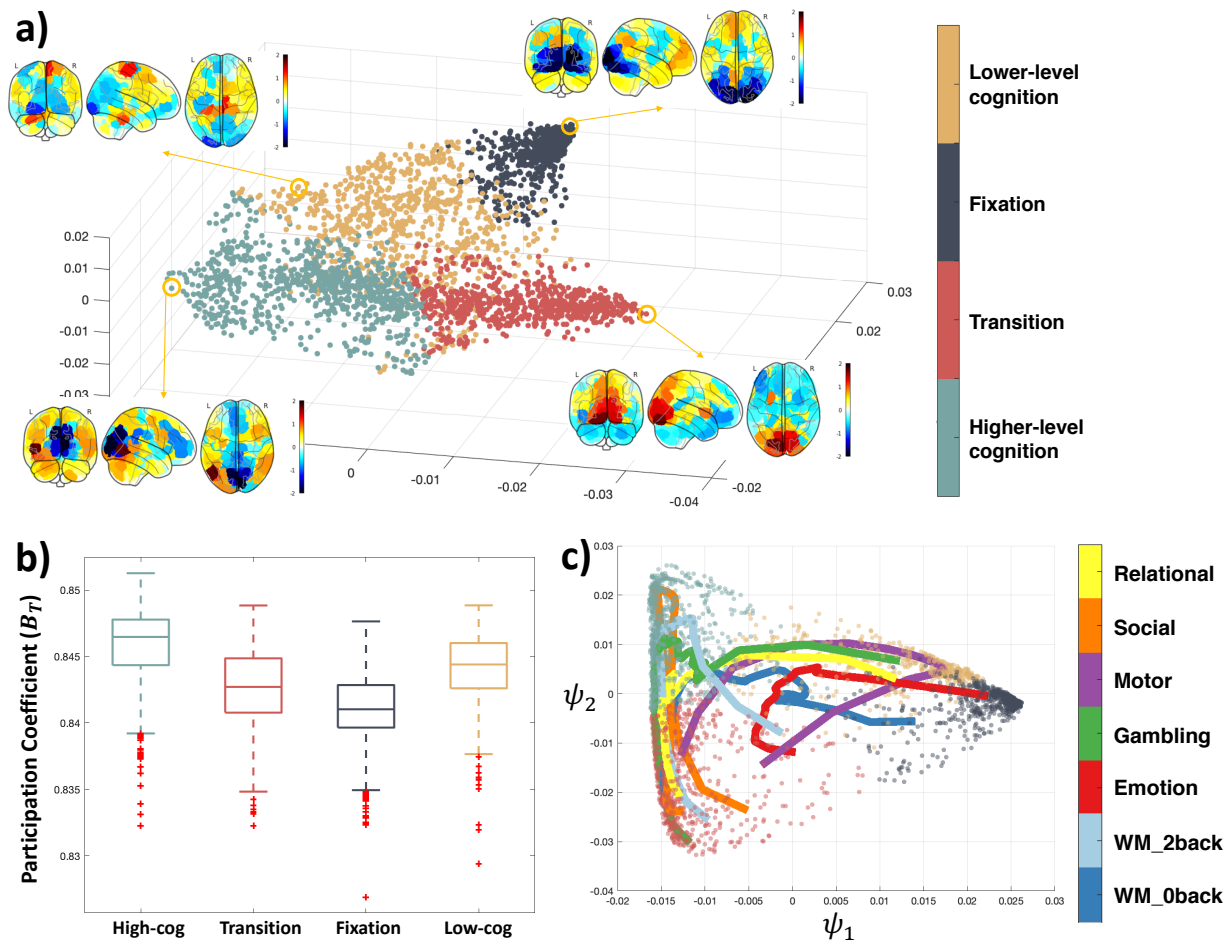 a)
L R
2
1
0
-1
-2
L R
2
1
0
-1
-2
0.02
0.01
0
-0.01
-0.02
-0.03
0.03
0.02
L R
2
1
0
-1
-2
L R
2
1
0
-1
-2
0
-0.01
-0.02
-0.03
-0.04
-0.02
Lower-level
cognition
Fixation
Transition
Higher-level
cognition
b)
Participation Coefficient (B_T)
0.85
0.845
0.84
0.835
0.83
High-cog Transition Fixation Low-cog
c)
ψ2
0.03
0.02
0.01
0
-0.01
-0.02
-0.03
-0.04
-0.02 -0.015 -0.01 -0.005 0 0.005 0.01 0.015 0.02 0.025 0.03
ψ1
Relational
Social
Motor
Gambling
Emotion
WM_2back
WM_0back